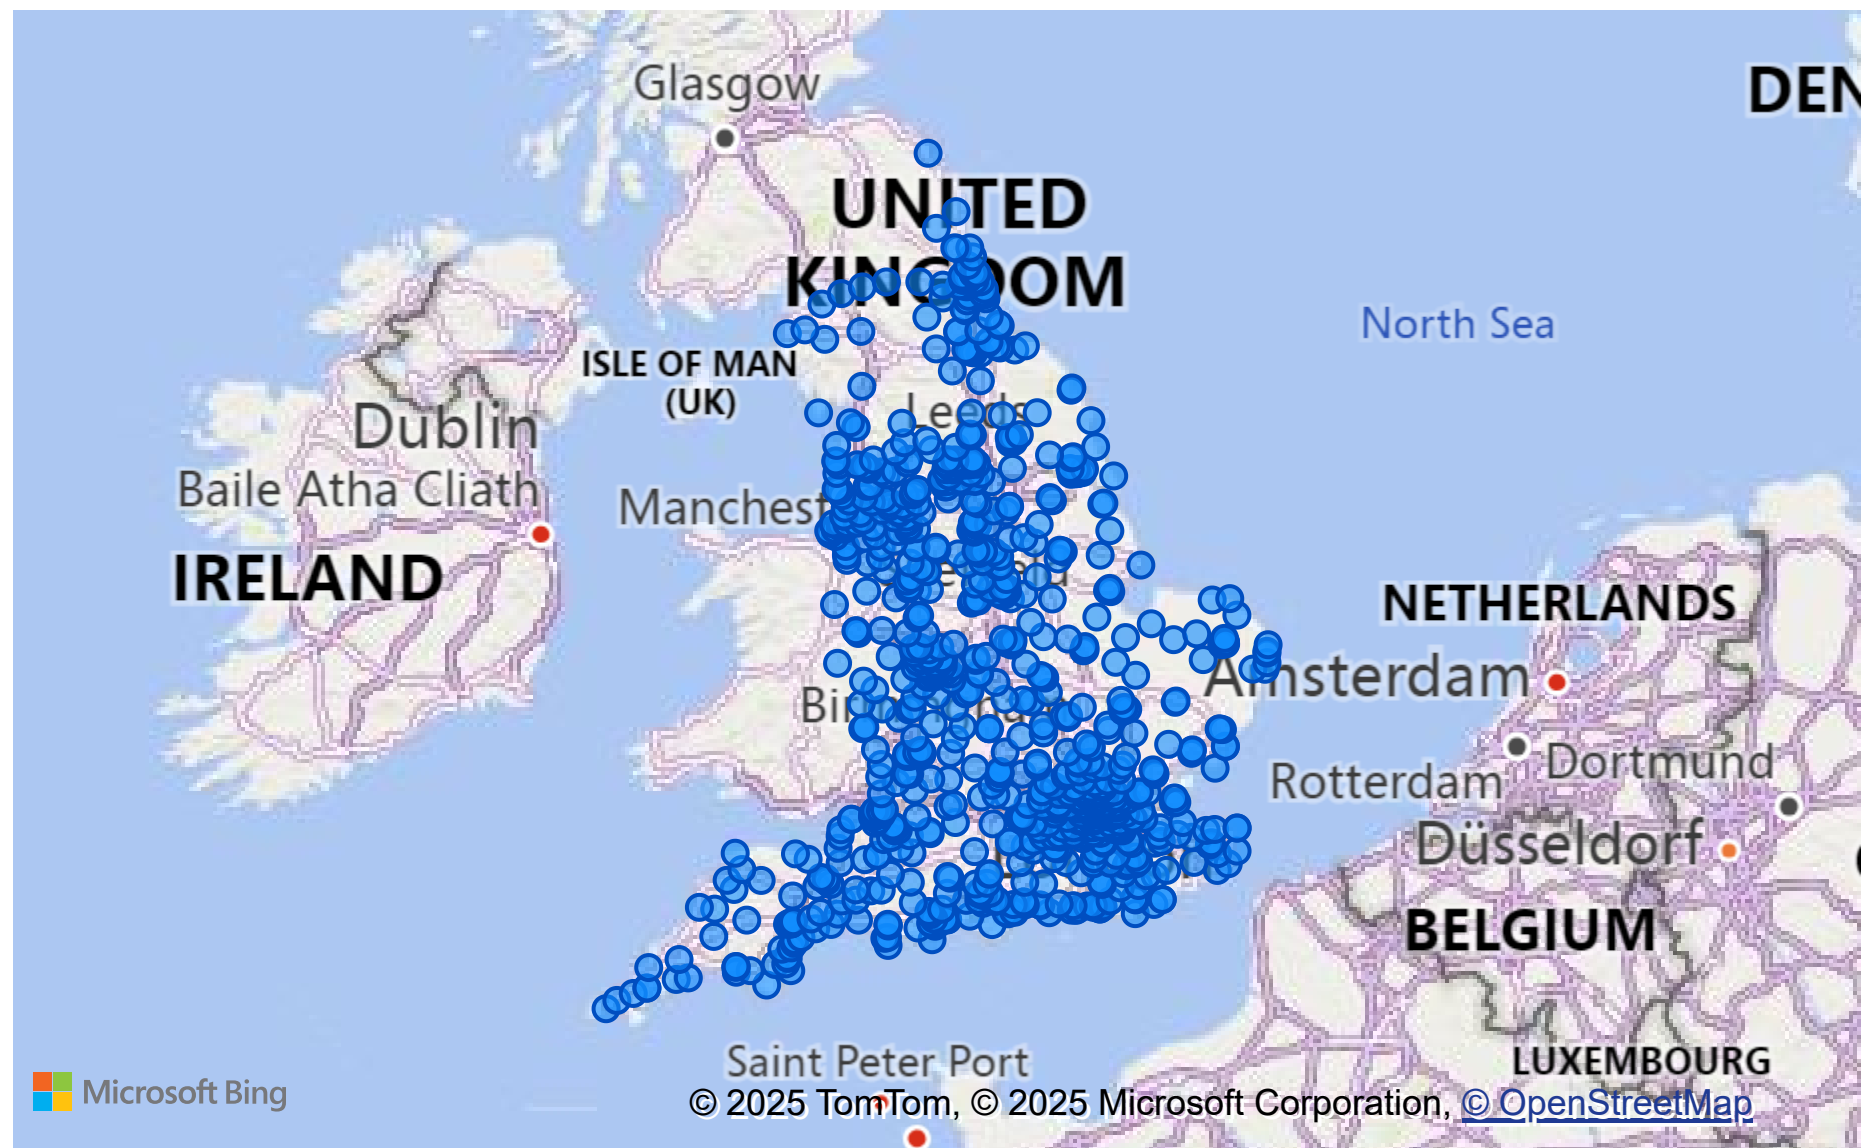 Glasgow
DEN
UNITED
KINGDOM
North Sea
ISLE OF MAN
(UK)
Leeds
Dublin
Baile Atha Cliath
Manchest
IRELAND
NETHERLANDS
Amsterdam
Rotterdam
Dortmund
Düsseldorf
BELGIUM
LUXEMBOURG
Saint Peter Port
Microsoft Bing
© 2025 TomTom, © 2025 Microsoft Corporation, © OpenStreetMap